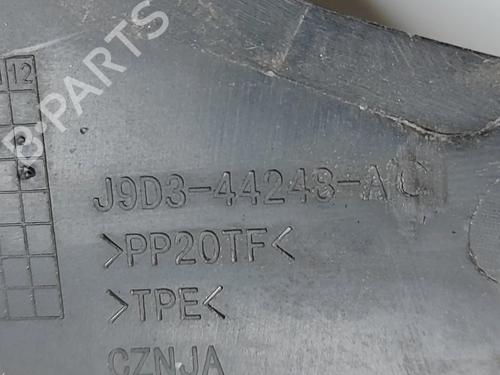 12
B-PARTS
J9D3-44248-AC
>PP20TF<
>TPE<
CZNJA